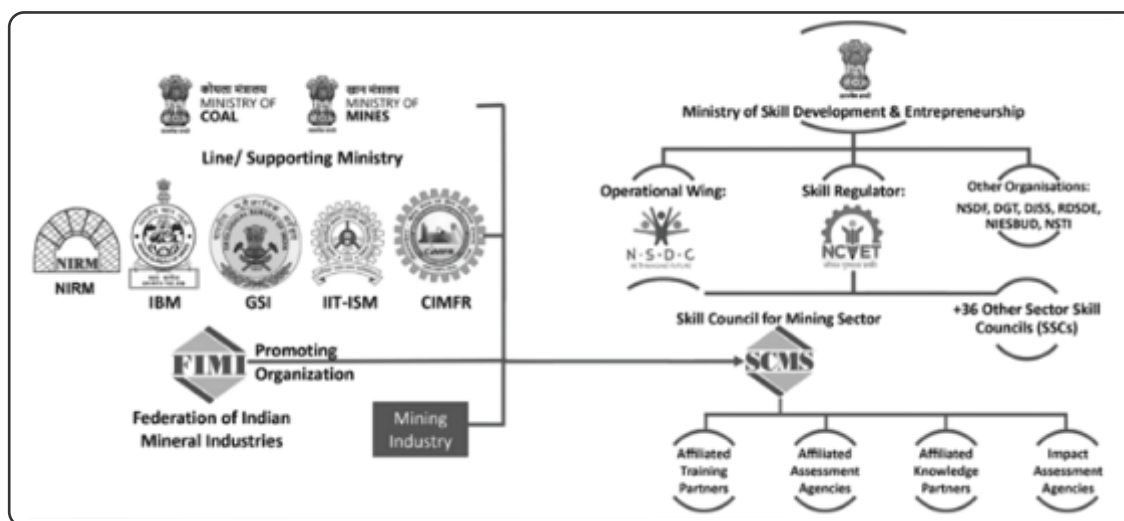 कोयला मंत्रालय
MINISTRY OF
COAL
खान मंत्रालय
MINISTRY OF
MINES
Line/ Supporting Ministry
NIRM
NIRM
IBM
GSI
IIT-ISM
CIMFR
FIMI
Promoting
Organization
Federation of Indian
Mineral Industries
Mining
Industry
Ministry of Skill Development & Entrepreneurship
Operational Wing:
N·S·D·C
Skill Regulator:
NCVET
Other Organisations:
NSDF, DGT, DJSS, RDSDE,
NIESBUD, NSTI
Skill Council for Mining Sector
SCMS
+36 Other Sector Skill
Councils (SSCs)
Affiliated
Training
Partners
Affiliated
Assessment
Agencies
Affiliated
Knowledge
Partners
Impact
Assessment
Agencies